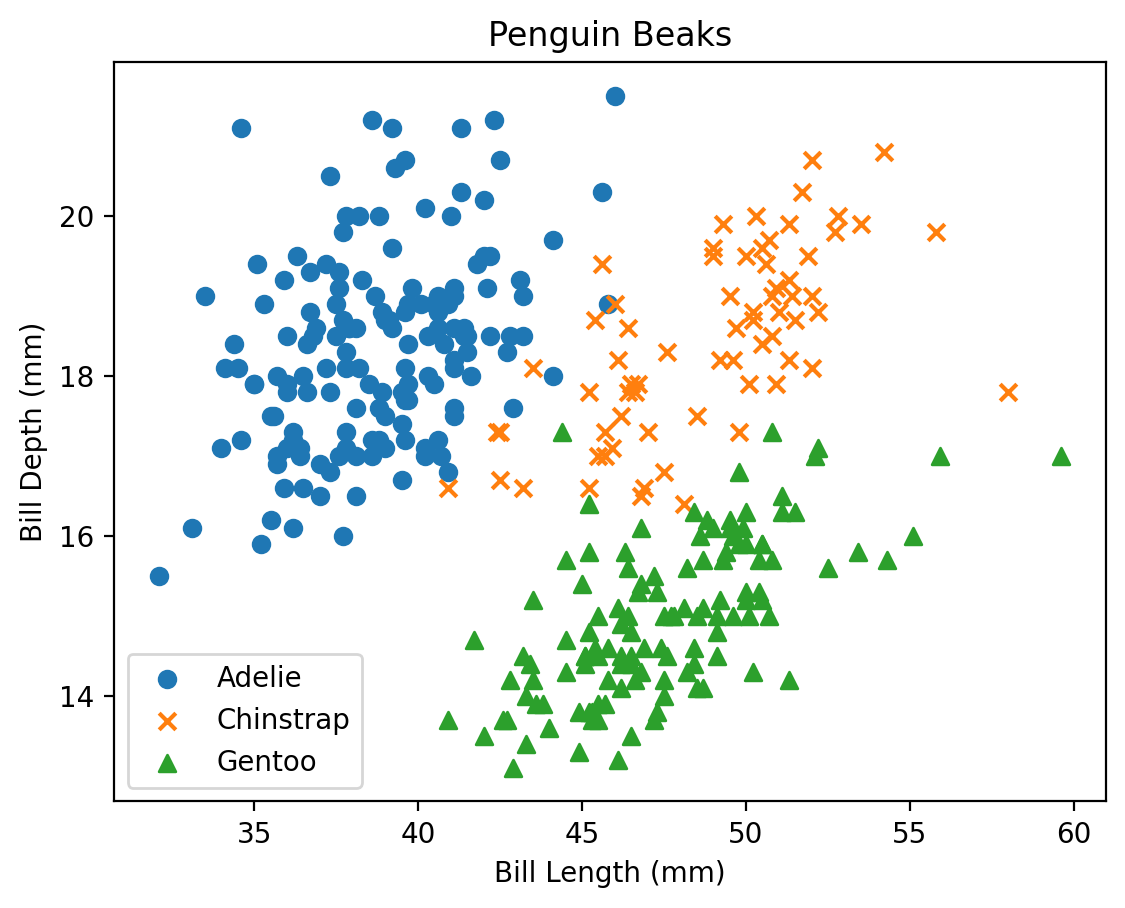 Penguin Beaks
Bill Depth (mm)
20
18
16
14
Adelie
Chinstrap
Gentoo
35 40 45 50 55 60
Bill Length (mm)